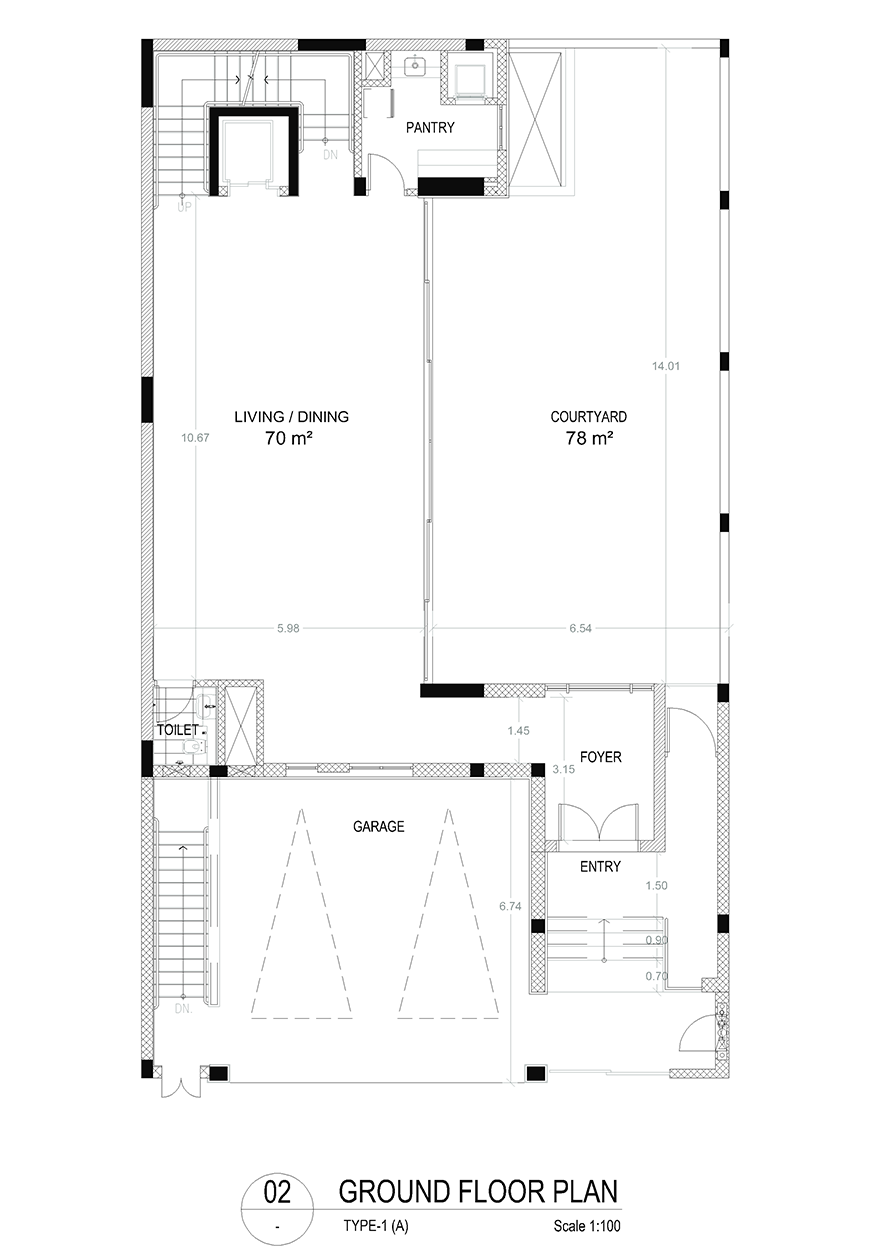 PANTRY
DN
UP
14.01
LIVING / DINING
70 m²
COURTYARD
78 m²
10.67
5.98
6.54
TOILET
1.45
FOYER
3.15
GARAGE
ENTRY
1.50
6.74
0.90
0.70
DN.
02
-
GROUND FLOOR PLAN
TYPE-1 (A)
Scale 1:100